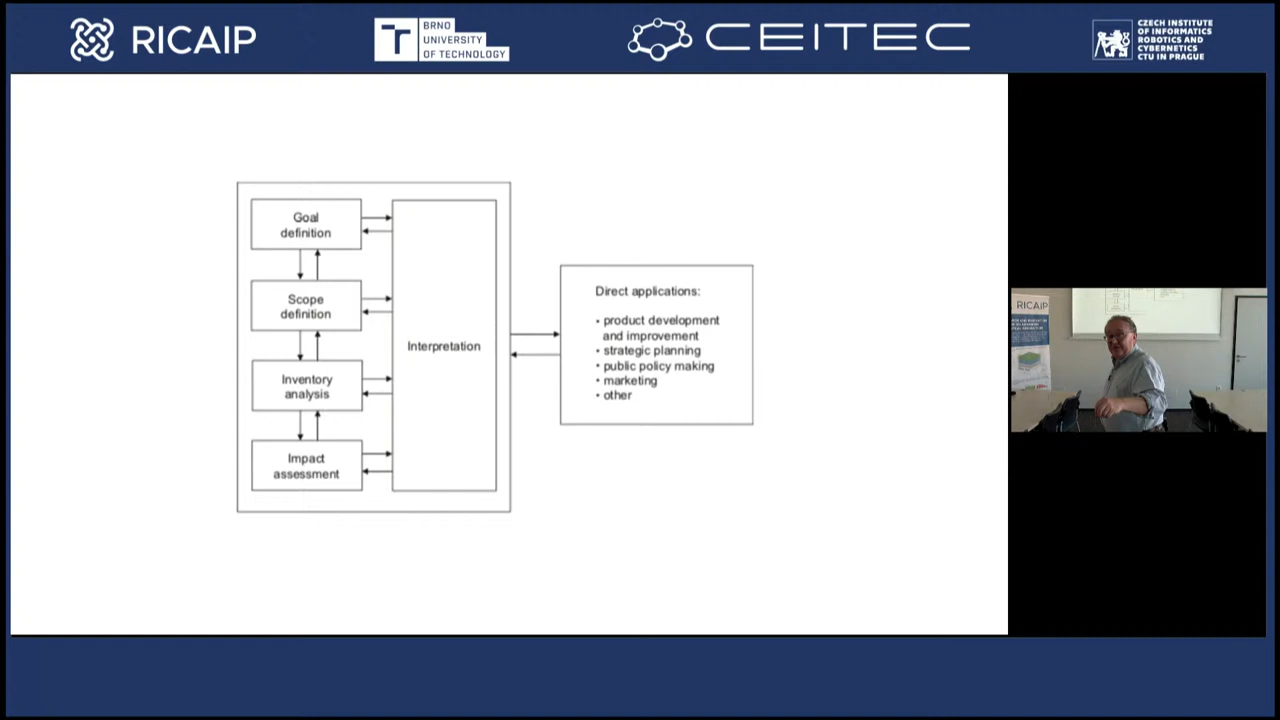 RICAIP
BRNO
UNIVERSITY
OF TECHNOLOGY
CEITEC
CZECH INSTITUTE
OF INFORMATICS
ROBOTICS AND
CYBERNETICS
CTU IN PRAGUE
Goal
definition
Scope
definition
Inventory
analysis
Impact
assessment
Interpretation
Direct applications:
• product development
and improvement
• strategic planning
• public policy making
• marketing
• other
RICAIP